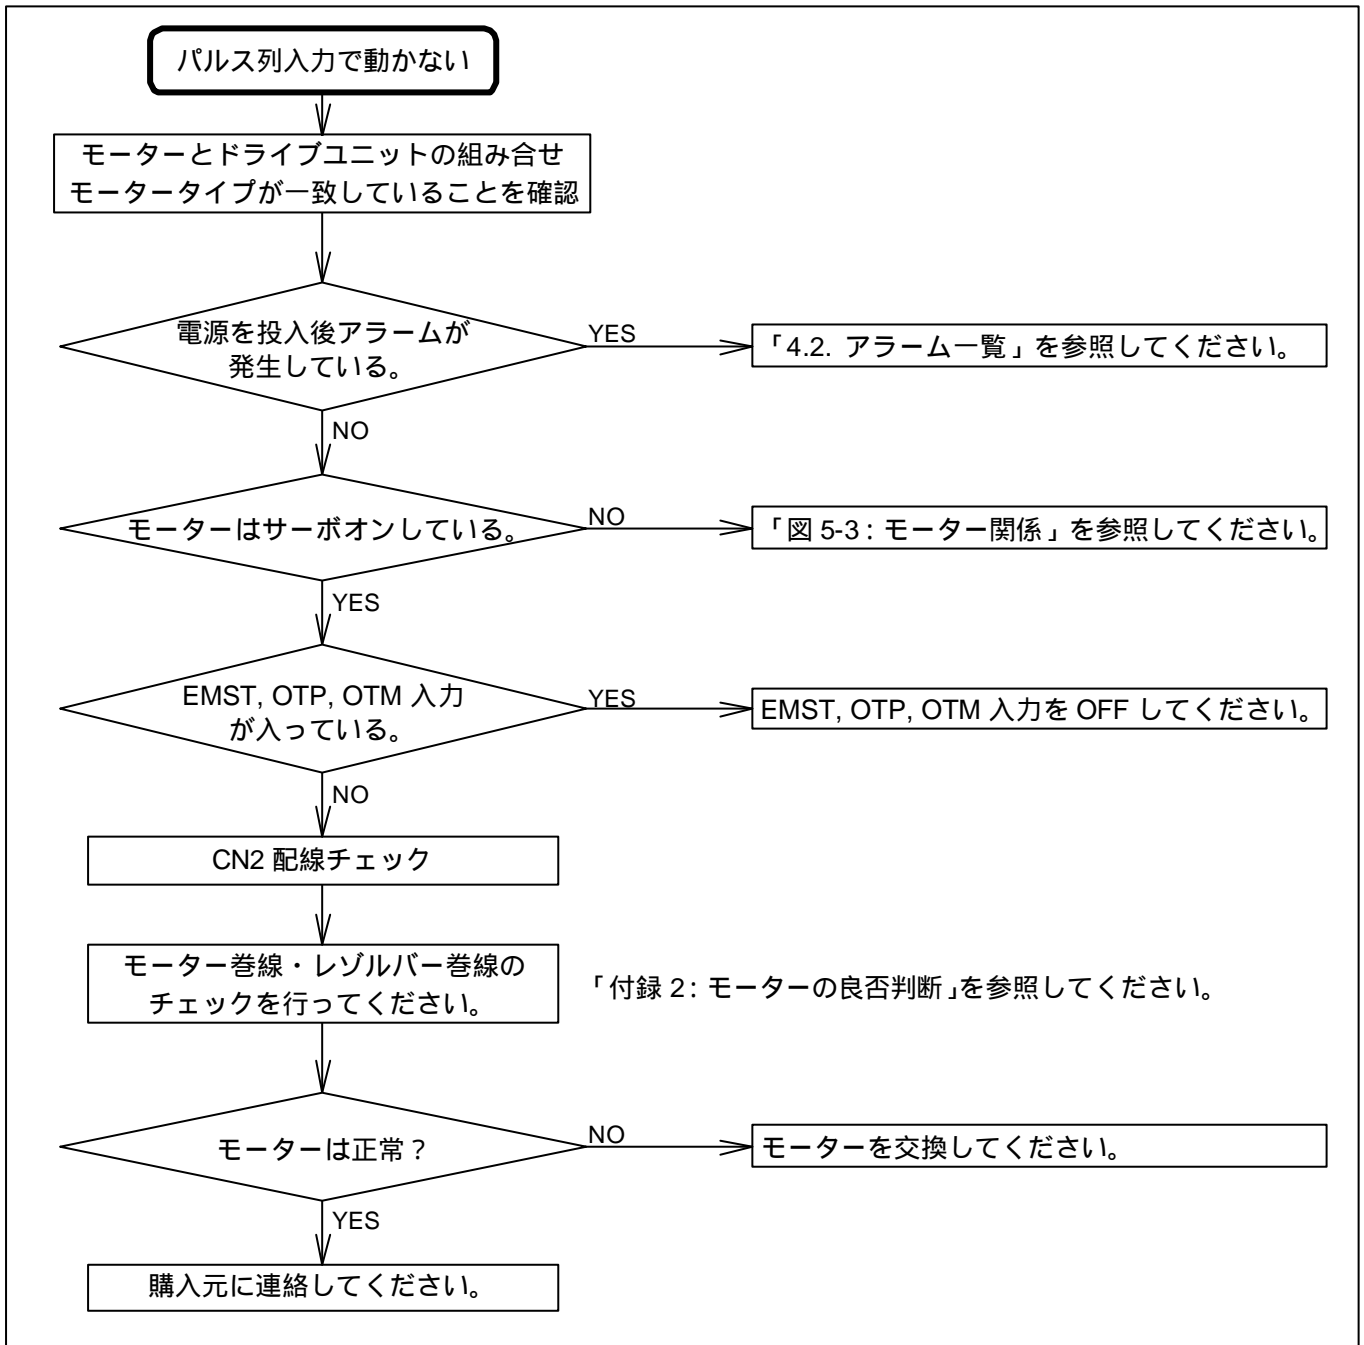 パルス列入力で動かない
モーターとドライブユニットの組み合せ
モータータイプが一致していることを確認
電源を投入後アラームが
発生している。
YES
「4.2. アラーム一覧」を参照してください。
NO
モーターはサーボオンしている。
NO
「図 5-3 : モーター関係」を参照してください。
YES
EMST, OTP, OTM 入力
が入っている。
YES
EMST, OTP, OTM 入力を OFF してください。
NO
CN2 配線チェック
モーター巻線・レゾルバー巻線の
チェックを行ってください。
「付録 2 : モーターの良否判断」を参照してください。
モーターは正常？
NO
モーターを交換してください。
YES
購入元に連絡してください。